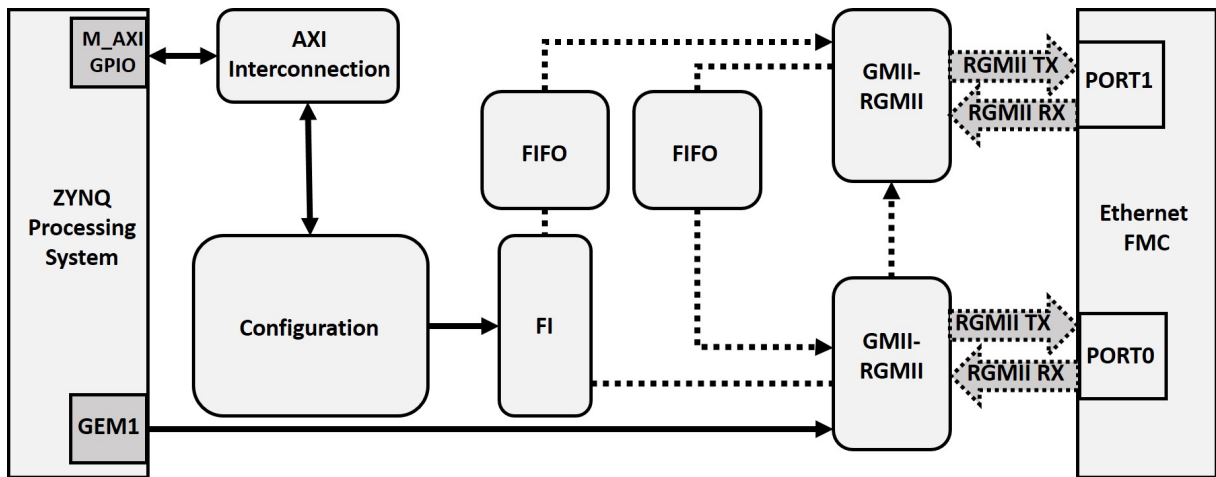 M_AXI
GPIO
AXI
Interconnection
ZYNQ
Processing
System
GEM1
Configuration
FIFO
FIFO
FI
GMII-
RGMII
GMII-
RGMII
RGMII TX
RGMII RX
RGMII TX
RGMII RX
PORT1
Ethernet
FMC
PORT0